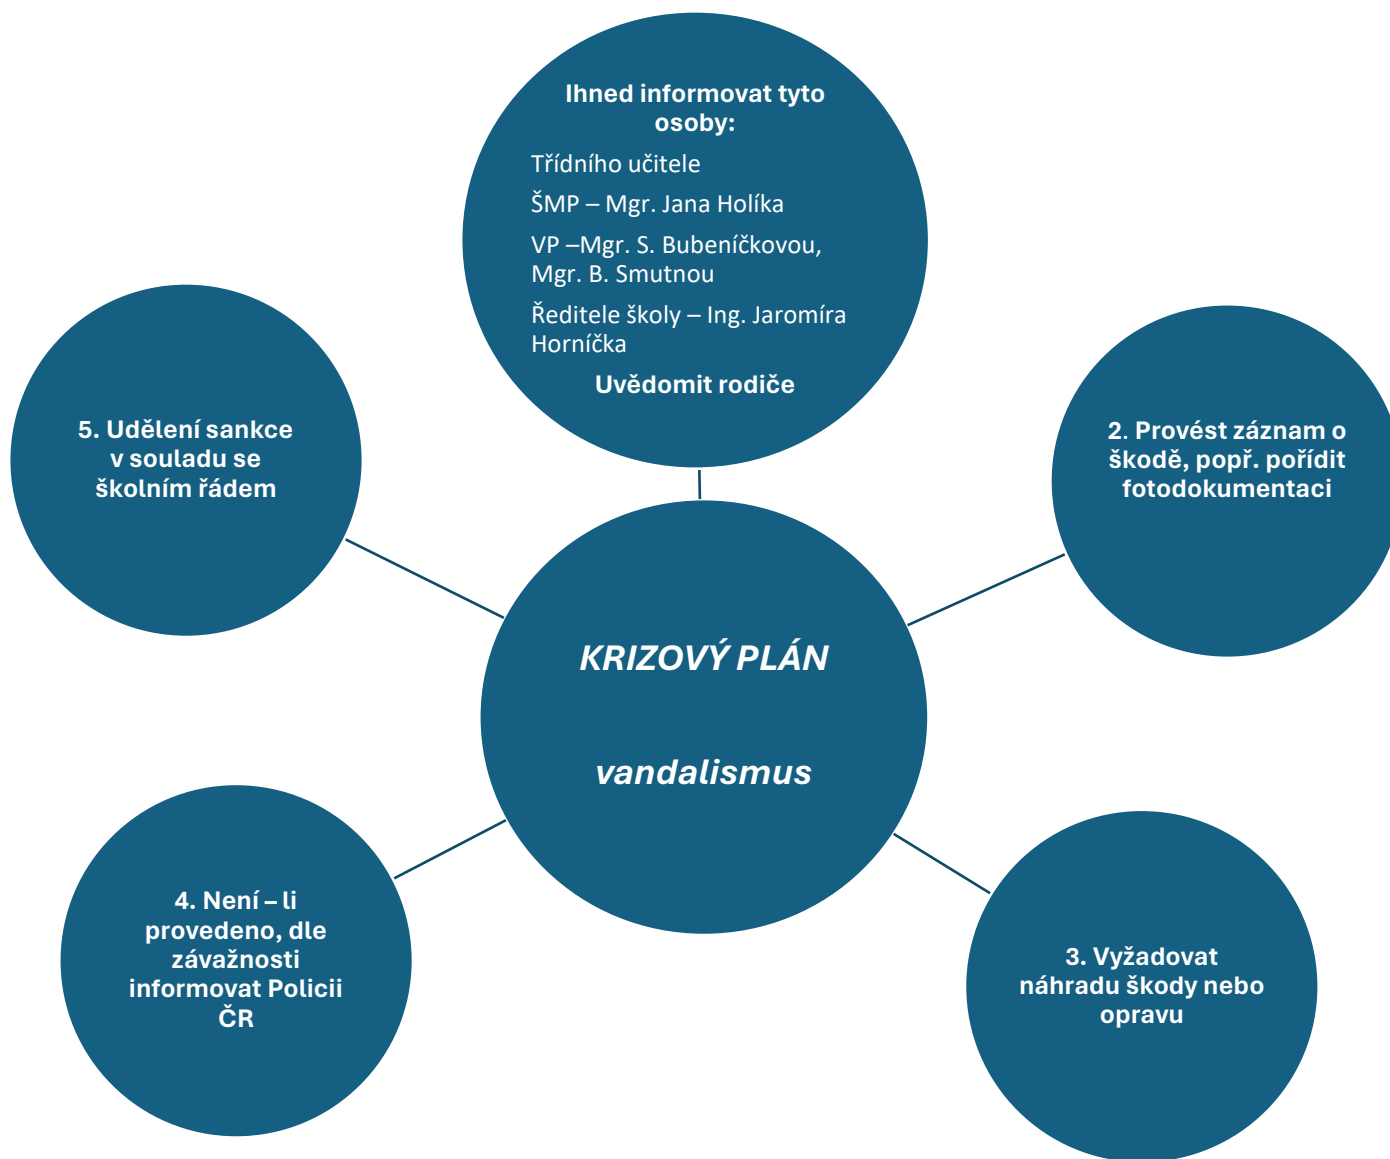 Ihned informovat tyto
osoby:
Třídního učitele
ŠMP – Mgr. Jana Holíka
VP –Mgr. S. Bubeníčkovou,
Mgr. B. Smutnou
Ředitele školy – Ing. Jaromíra
Horníčka
Uvědomit rodiče
2. Provést záznam o
škodě, popř. pořídit
fotodokumentaci
3. Vyžadovat
náhradu škody nebo
opravu
4. Není – li
provedeno, dle
závažnosti
informovat Policii
ČR
5. Udělení sankce
v souladu se
školním řádem
KRIZOVÝ PLÁN
vandalismus